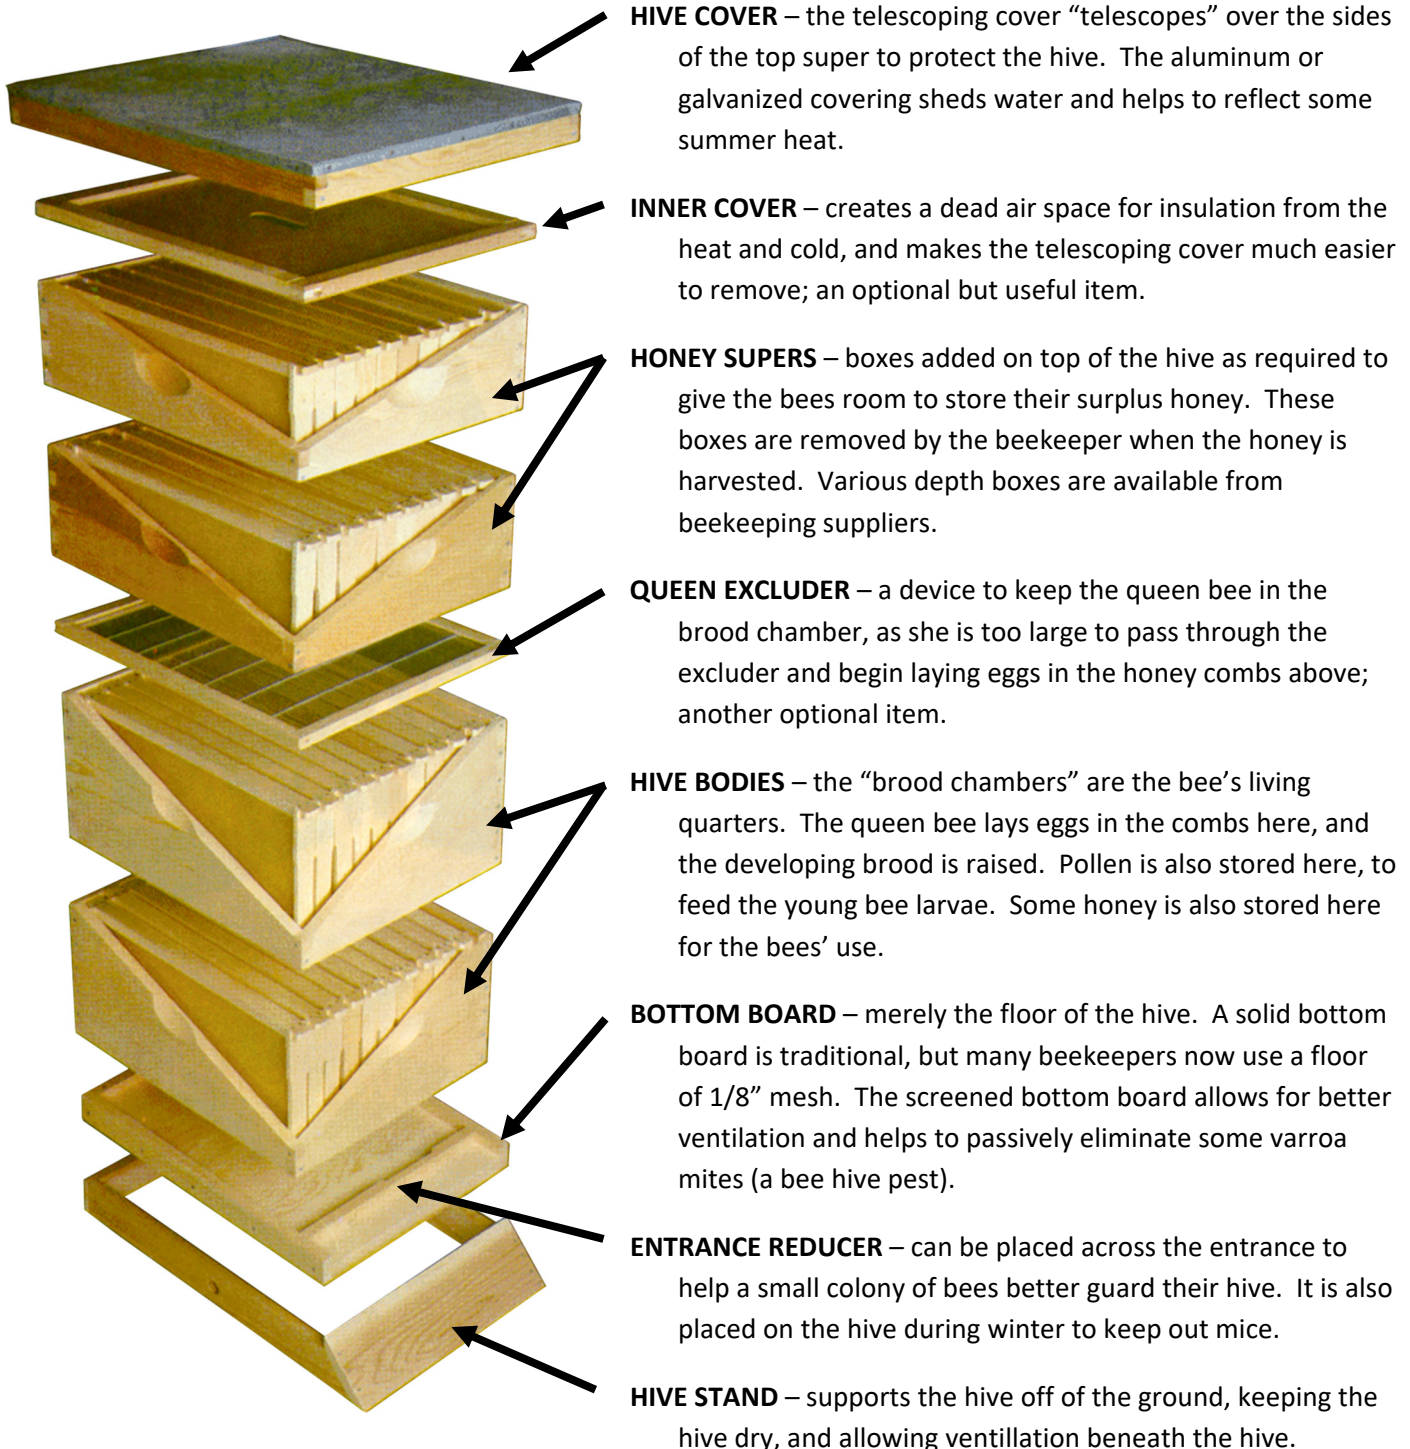 HIVE COVER – the telescoping cover “telescopes” over the sides
of the top super to protect the hive.  The aluminum or
galvanized covering sheds water and helps to reflect some
summer heat.
INNER COVER – creates a dead air space for insulation from the
heat and cold, and makes the telescoping cover much easier
to remove; an optional but useful item.
HONEY SUPERS – boxes added on top of the hive as required to
give the bees room to store their surplus honey.  These
boxes are removed by the beekeeper when the honey is
harvested.  Various depth boxes are available from
beekeeping suppliers.
QUEEN EXCLUDER – a device to keep the queen bee in the
brood chamber, as she is too large to pass through the
excluder and begin laying eggs in the honey combs above;
another optional item.
HIVE BODIES – the “brood chambers” are the bee’s living
quarters.  The queen bee lays eggs in the combs here, and
the developing brood is raised.  Pollen is also stored here, to
feed the young bee larvae.  Some honey is also stored here
for the bees’ use.
BOTTOM BOARD – merely the floor of the hive.  A solid bottom
board is traditional, but many beekeepers now use a floor
of 1/8” mesh.  The screened bottom board allows for better
ventilation and helps to passively eliminate some varroa
mites (a bee hive pest).
ENTRANCE REDUCER – can be placed across the entrance to
help a small colony of bees better guard their hive.  It is also
placed on the hive during winter to keep out mice.
HIVE STAND – supports the hive off of the ground, keeping the
hive dry, and allowing ventillation beneath the hive.